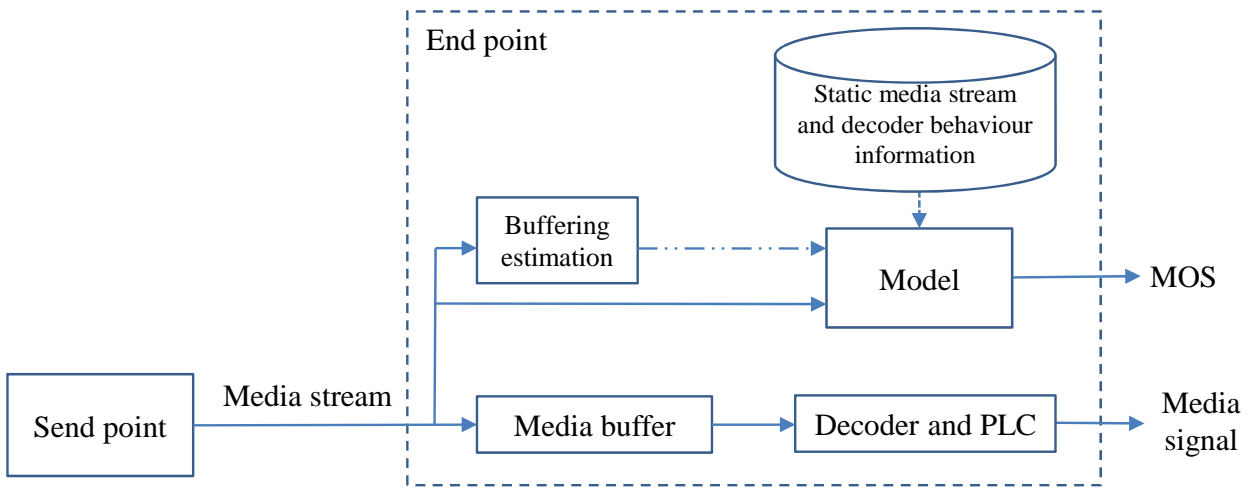 End point
Static media stream
and decoder behaviour
information
Buffering
estimation
Model
MOS
Send point
Media stream
Media buffer
Decoder and PLC
Media
signal